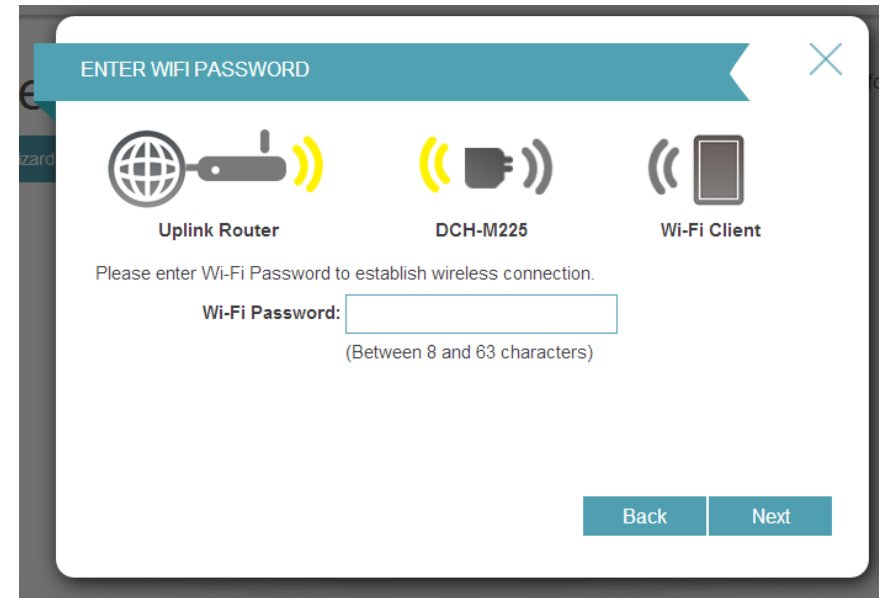 ENTER WIFI PASSWORD
Uplink Router DCH-M225 Wi-Fi Client
Please enter Wi-Fi Password to establish wireless connection.
Wi-Fi Password:
(Between 8 and 63 characters)
Back Next